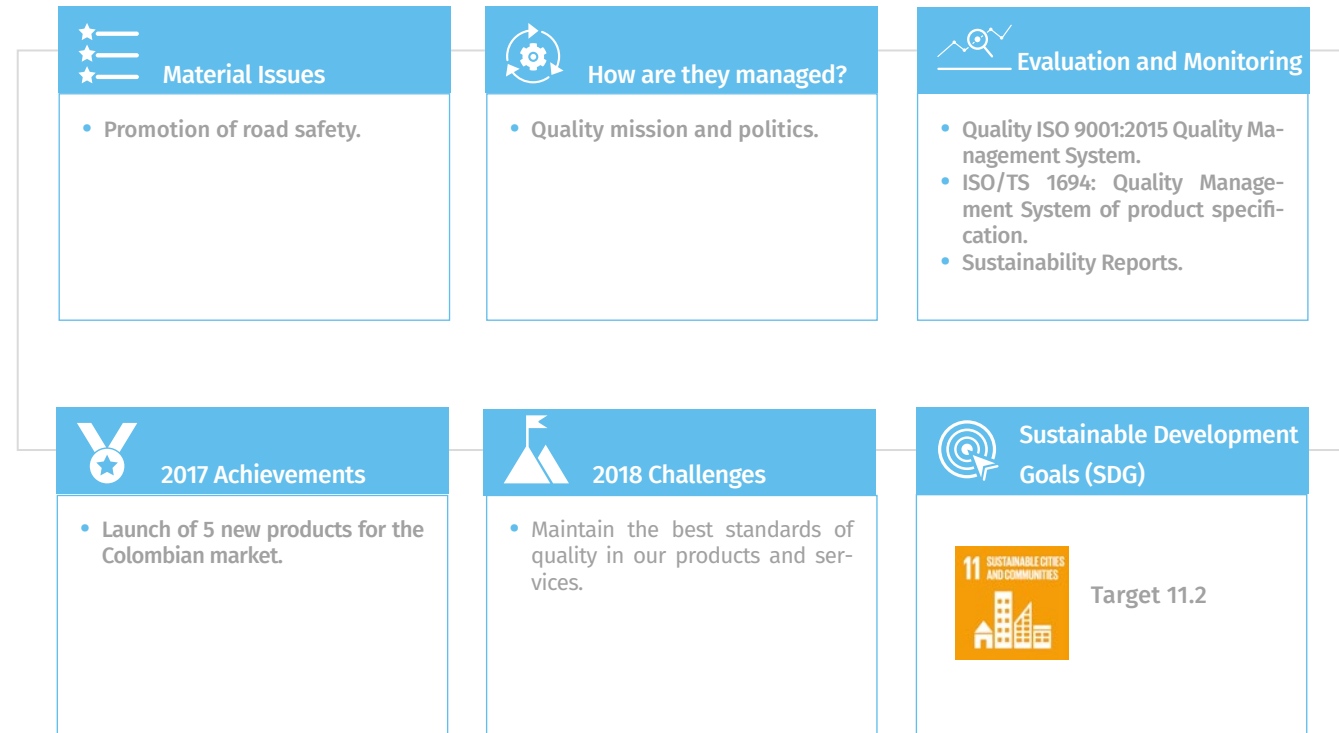 Material Issues
• Promotion of road safety.
How are they managed?
• Quality mission and politics.
Evaluation and Monitoring
• Quality ISO 9001:2015 Quality Ma-
nagement System.
• ISO/TS 1694: Quality Manage-
ment System of product specifi-
cation.
• Sustainability Reports.
2017 Achievements
• Launch of 5 new products for the
Colombian market.
2018 Challenges
• Maintain the best standards of
quality in our products and ser-
vices.
Sustainable Development
Goals (SDG)
11 SUSTAINABLE CITIES
AND COMMUNITIES
Target 11.2